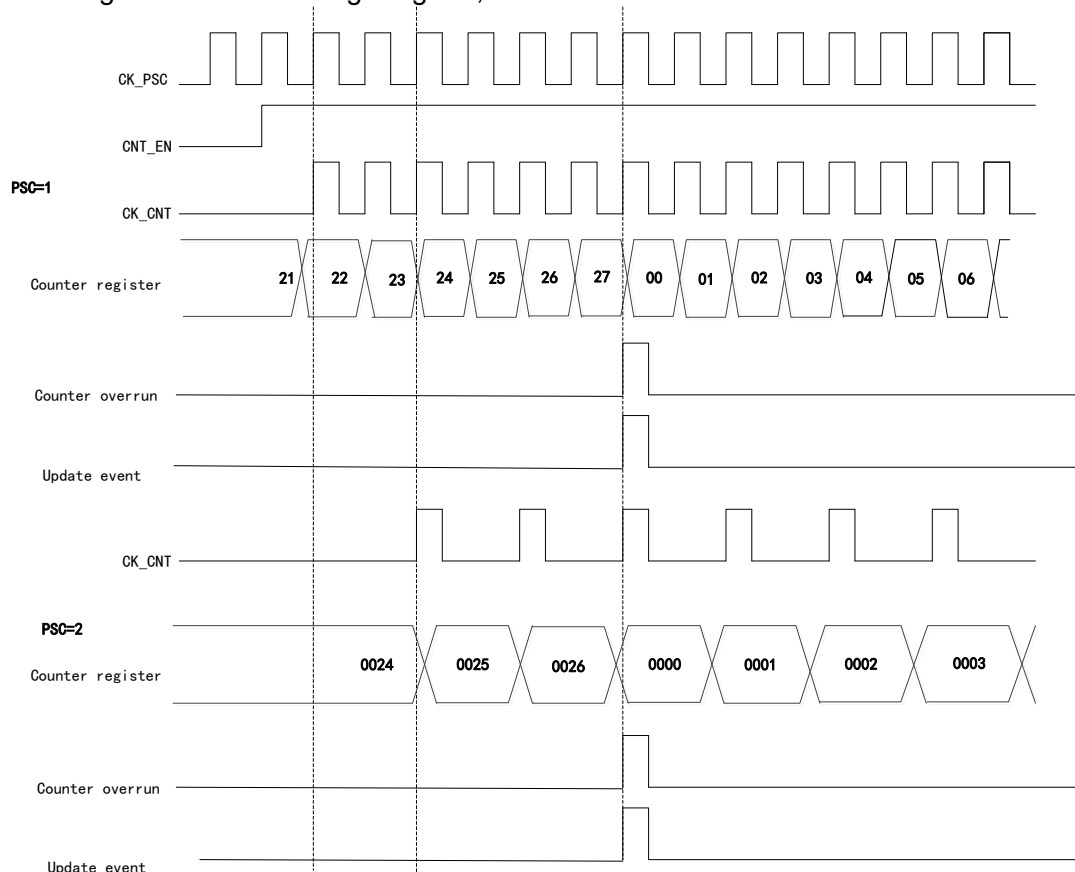 CK_PSC
CNT_EN
PSC=1
CK_CNT
Counter register 21 22 23 24 25 26 27 00 01 02 03 04 05 06
Counter overrun
Update event
CK_CNT
PSC=2
Counter register 0024 0025 0026 0000 0001 0002 0003
Counter overrun
Update event